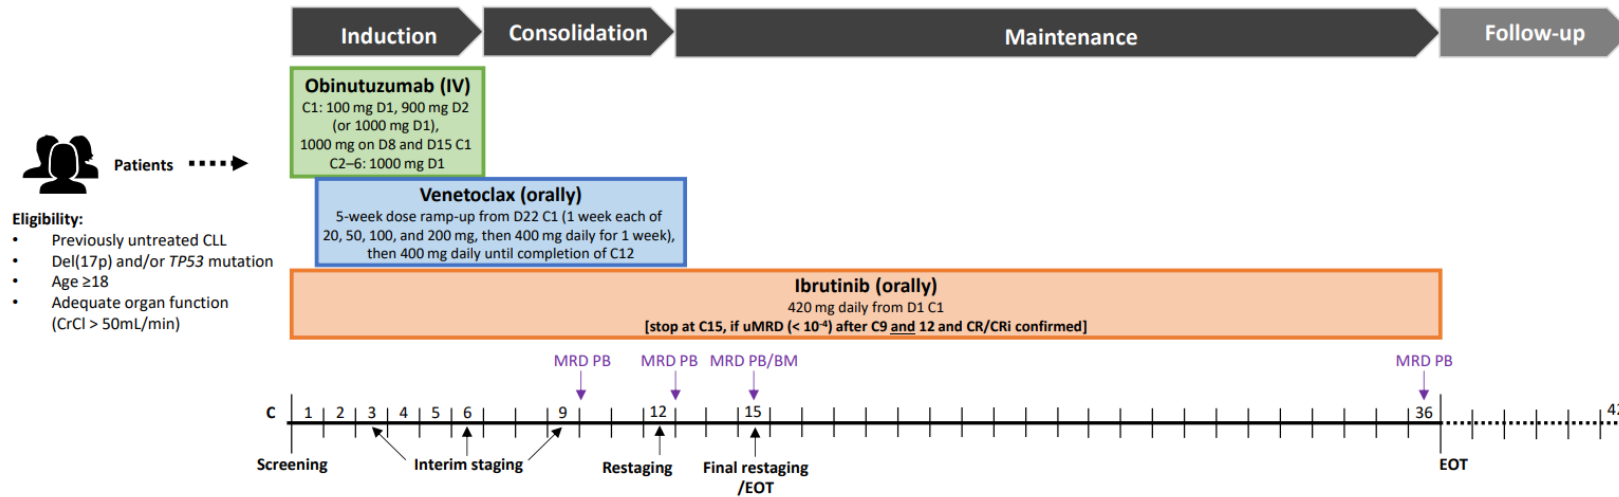 Induction
Consolidation
Maintenance
Follow-up
Obinutuzumab (IV)
C1: 100 mg D1, 900 mg D2
(or 1000 mg D1),
1000 mg on D8 and D15 C1
C2–6: 1000 mg D1
Patients
Venetoclax (orally)
5-week dose ramp-up from D22 C1 (1 week each of
20, 50, 100, and 200 mg, then 400 mg daily for 1 week),
then 400 mg daily until completion of C12
Eligibility:
• Previously untreated CLL
• Del(17p) and/or TP53 mutation
• Age ≥18
• Adequate organ function
(CrCl > 50mL/min)
Ibrutinib (orally)
420 mg daily from D1 C1
[stop at C15, if uMRD (< 10⁻⁴) after C9 and 12 and CR/CRi confirmed]
MRD PB
MRD PB
MRD PB/BM
MRD PB
C 1 2 3 4 5 6 9 12 15 36 42
Screening
Interim staging
Restaging
Final restaging
/EOT
EOT